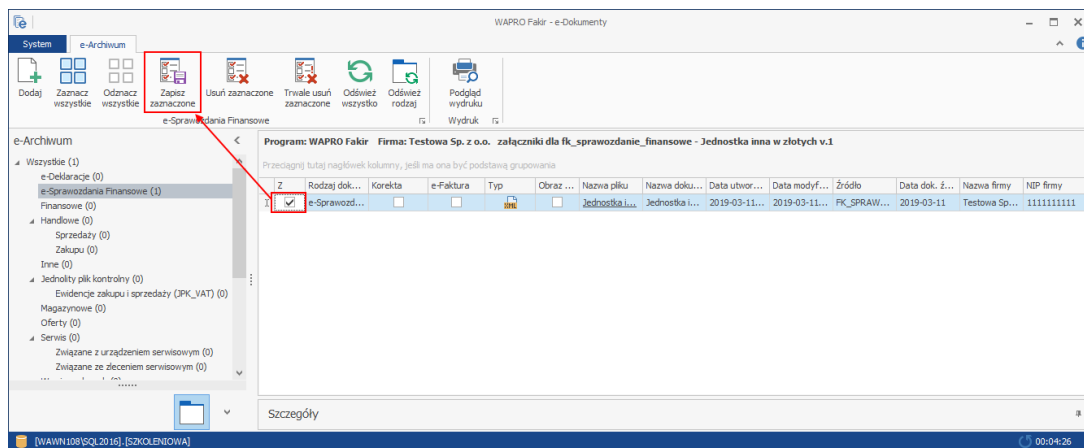 WAPRO Fakir - e-Dokumenty
System e-Archiwum
Dodaj Zaznacz wszystkie Odznacz wszystkie Zapisz zaznaczone Usuń zaznaczone Trwale usuń zaznaczone Odśwież wszystko Odśwież rodzaj Podgląd wydruku
e-Sprawozdania Finansowe Wydruk
e-Archiwum
Program: WAPRO Fakir Firma: Testowa Sp. z o.o. załączniki dla fk_sprawozdanie_finansowe - Jednostka inna w złotych v.1
Przeciągnij tutaj nagłówek kolumny, jeśli ma ona być podstawą grupowania
Z Rodzaj dok... Korekta e-Faktura Typ Obraz ... Nazwa pliku Nazwa doku... Data utwor... Data modyf... Źródło Data dok. ź... Nazwa firmy NIP firmy
e-Sprawozd... XML Jednostka i... Jednostka i... 2019-03-11... 2019-03-11... FK_SPRAW... 2019-03-11 Testowa Sp... 1111111111
Wszystkie (1)
e-Deklaracje (0)
e-Sprawozdania Finansowe (1)
Finansowe (0)
Handlowe (0)
Sprzedaży (0)
Zakupu (0)
Inne (0)
Jednolity plik kontrolny (0)
Ewidencje zakupu i sprzedaży (JPK_VAT) (0)
Magazynowe (0)
Oferty (0)
Serwis (0)
Związane z urządzeniem serwisowym (0)
Związane ze zleceniem serwisowym (0)
Szczegóły
[WAWN108\SQL2016].[SZKOLENIOWA] 00:04:26